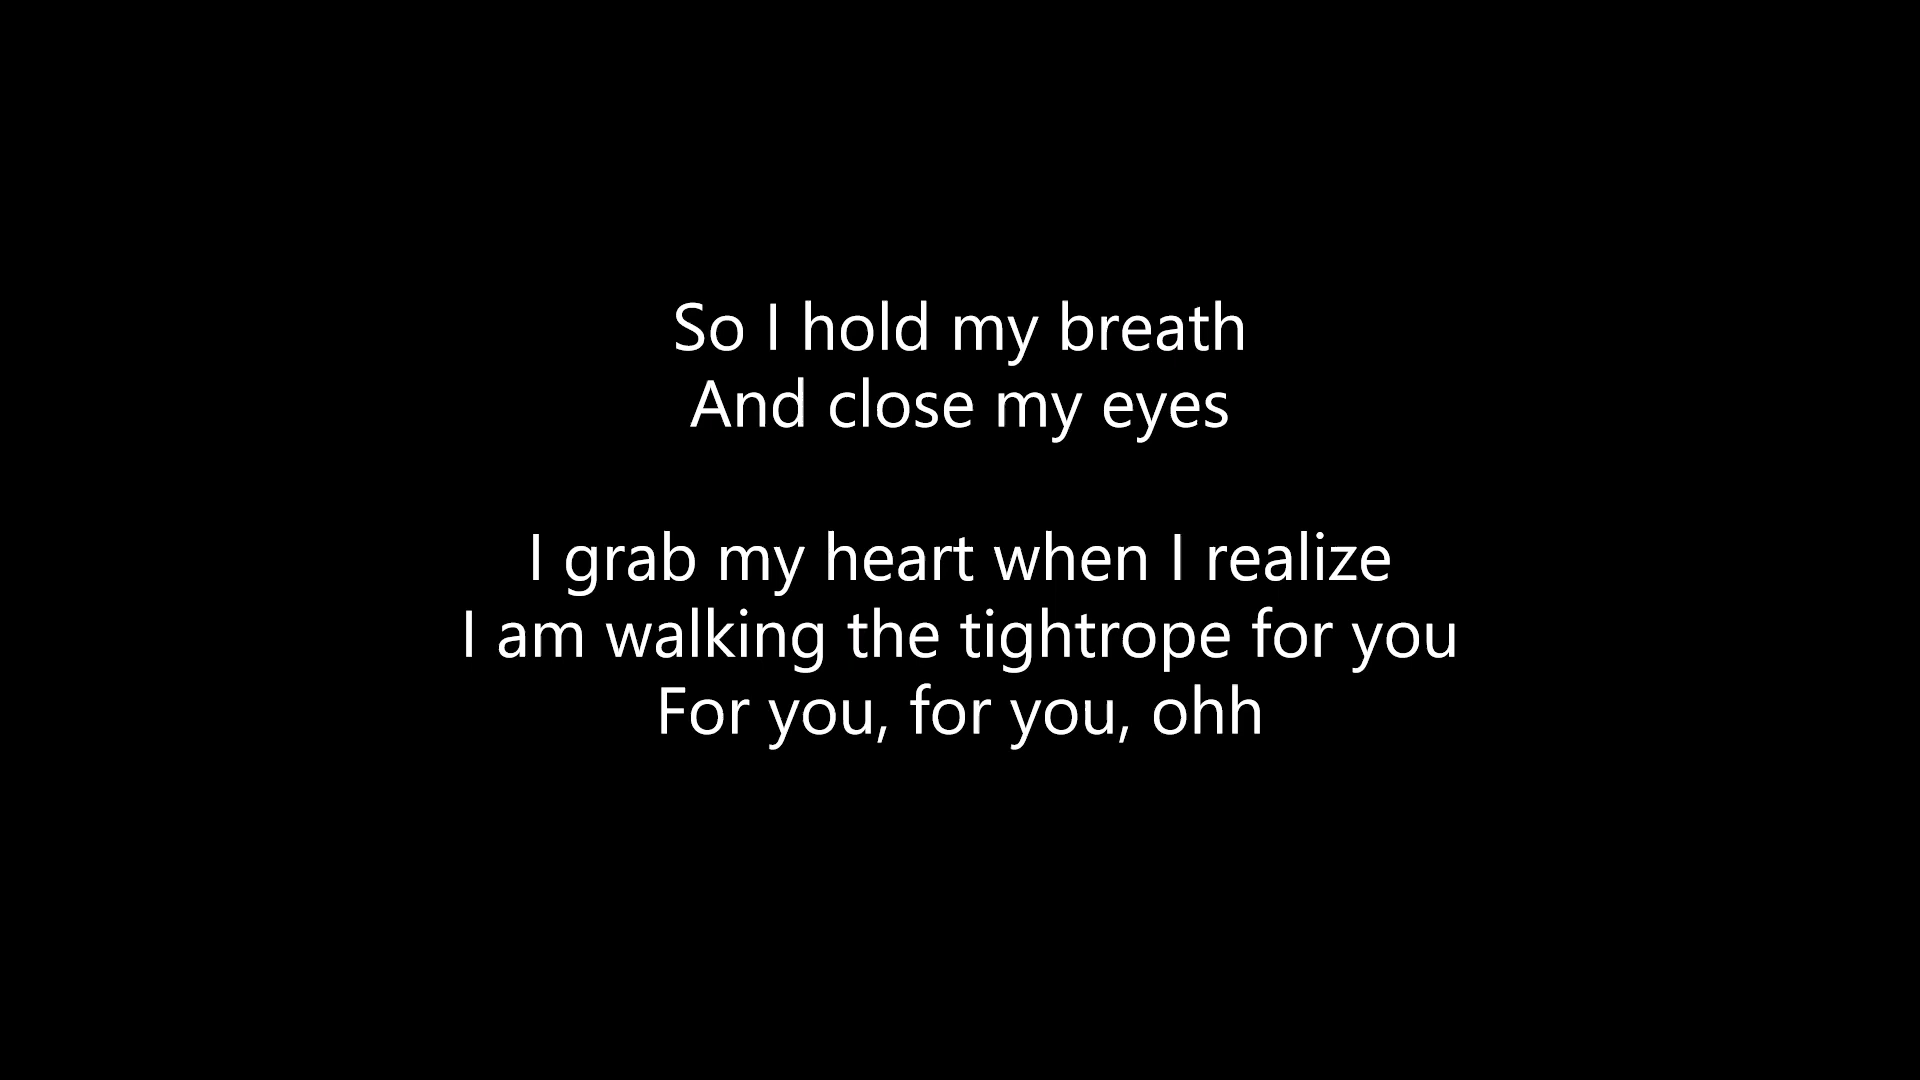 So I hold my breath
And close my eyes
I grab my heart when I realize
I am walking the tightrope for you
For you, for you, ohh